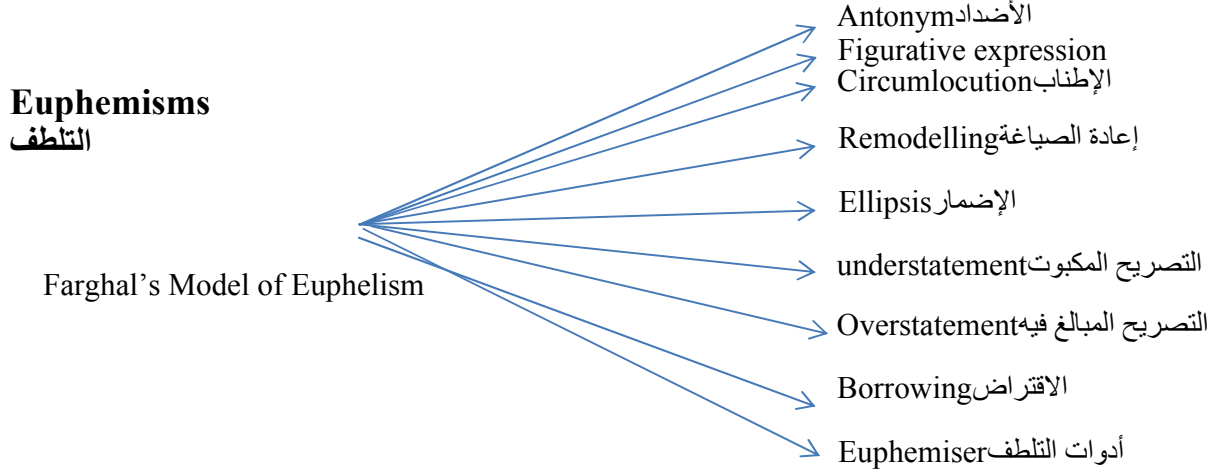 Euphemisms
التلطف
Farghal’s Model of Euphelism
Antonymالأضداد
Figurative expression
Circumlocutionالإطناب
Remodellingإعادة الصياغة
Ellipsisالإضمار
understatementالتصريح المكبوت
Overstatementالتصريح المبالغ فيه
Borrowingالاقتراض
Euphemiserأدوات التلطف